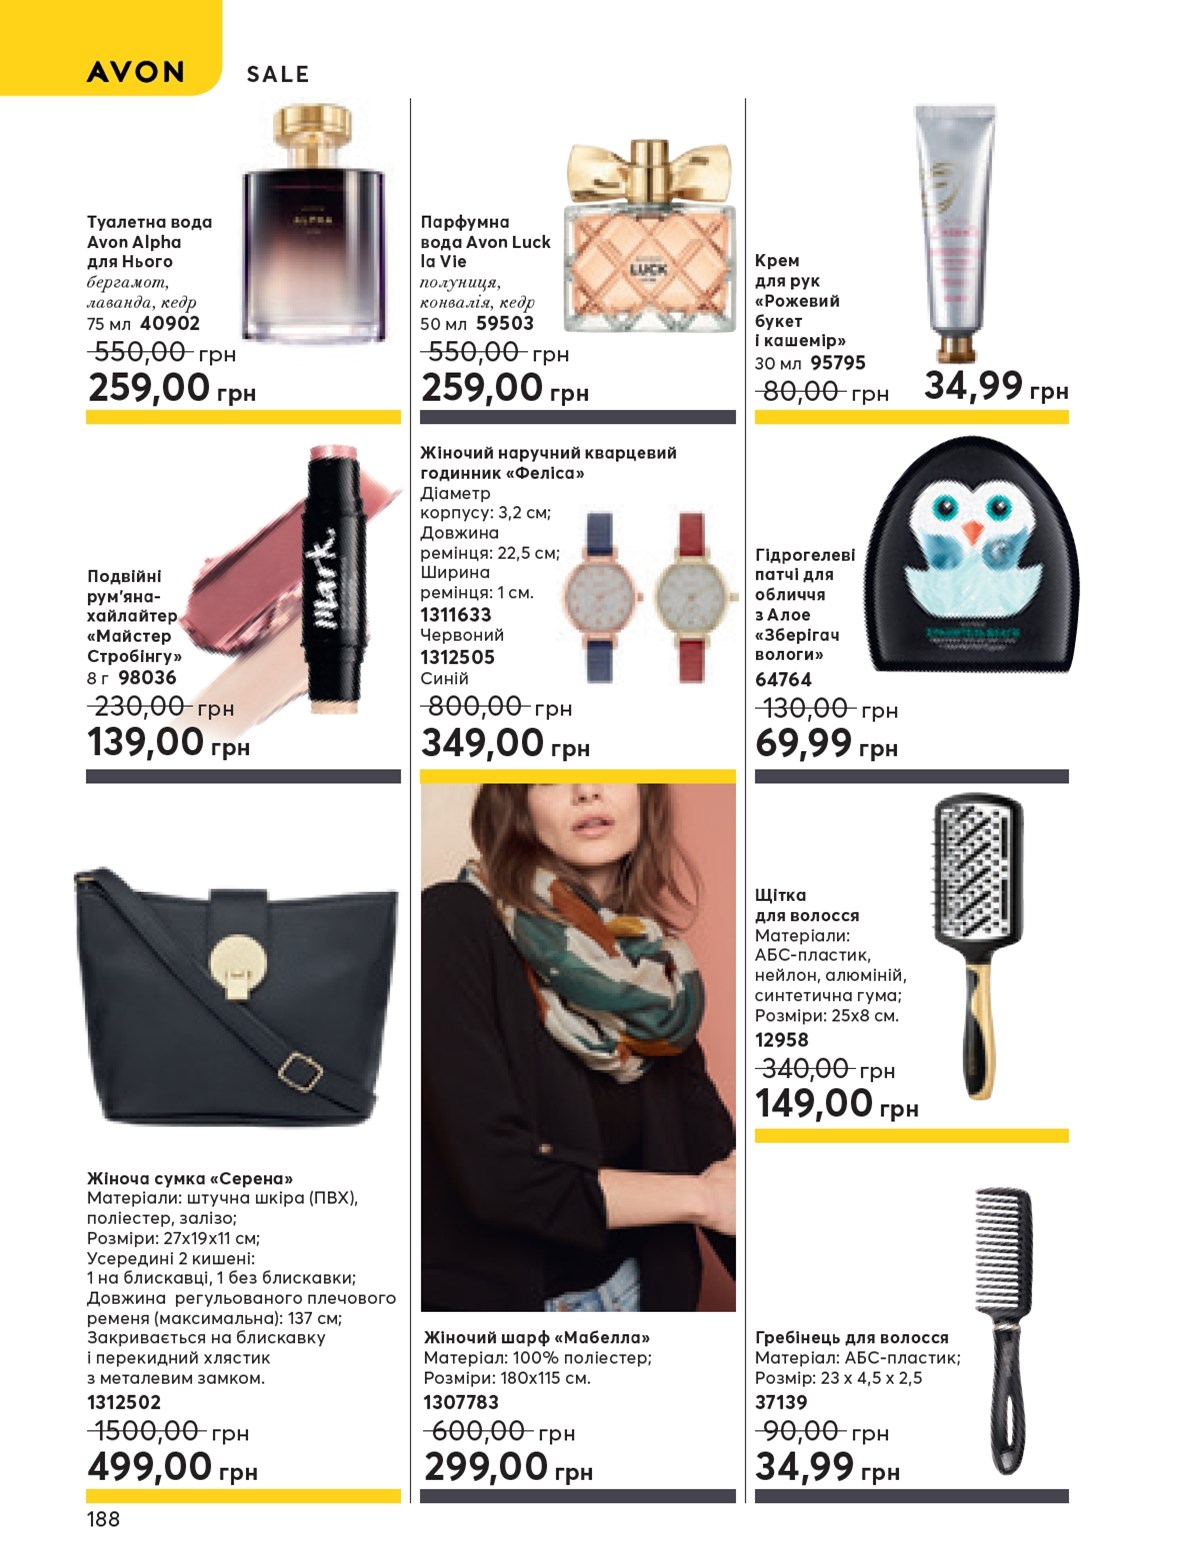 AVON
SALE
Туалетна вода
Avon Alpha
для Нього
бергамот,
лаванда, кедр
75 мл 40902
550,00 грн
259,00 грн
ALPHA
Парфумна
вода Avon Luck
la Vie
полуниця,
конвалія, кедр
50 мл 59503
550,00 грн
259,00 грн
LUCK
Крем
для рук
«Рожевий
букет
і кашемір»
30 мл 95795
80,00 грн
34,99 грн
Подвійні
рум’яна-
хайлайтер
«Майстер
Стробінгу»
8 г 98036
230,00 грн
139,00 грн
mark.
Жіночий наручний кварцевий
годинник «Феліса»
Діаметр
корпусу: 3,2 см;
Довжина
ремінця: 22,5 см;
Ширина
ремінця: 1 см.
1311633
Червоний
1312505
Синій
800,00 грн
349,00 грн
Гідрогелеві
патчі для
обличчя
з Алое
«Зберігач
вологи»
64764
130,00 грн
69,99 грн
Жіноча сумка «Серена»
Матеріали: штучна шкіра (ПВХ),
поліестер, залізо;
Розміри: 27х19х11 см;
Усередині 2 кишені:
1 на блискавці, 1 без блискавки;
Довжина регульованого плечового
ременя (максимальна): 137 см;
Закривається на блискавку
і перекидний хлястик
з металевим замком.
1312502
1500,00 грн
499,00 грн
Жіночий шарф «Мабелла»
Матеріал: 100% поліестер;
Розміри: 180х115 см.
1307783
600,00 грн
299,00 грн
Щітка
для волосся
Матеріали:
АБС-пластик,
нейлон, алюміній,
синтетична гума;
Розміри: 25х8 см.
12958
340,00 грн
149,00 грн
Гребінець для волосся
Матеріал: АБС-пластик;
Розмір: 23 х 4,5 х 2,5
37139
90,00 грн
34,99 грн
188